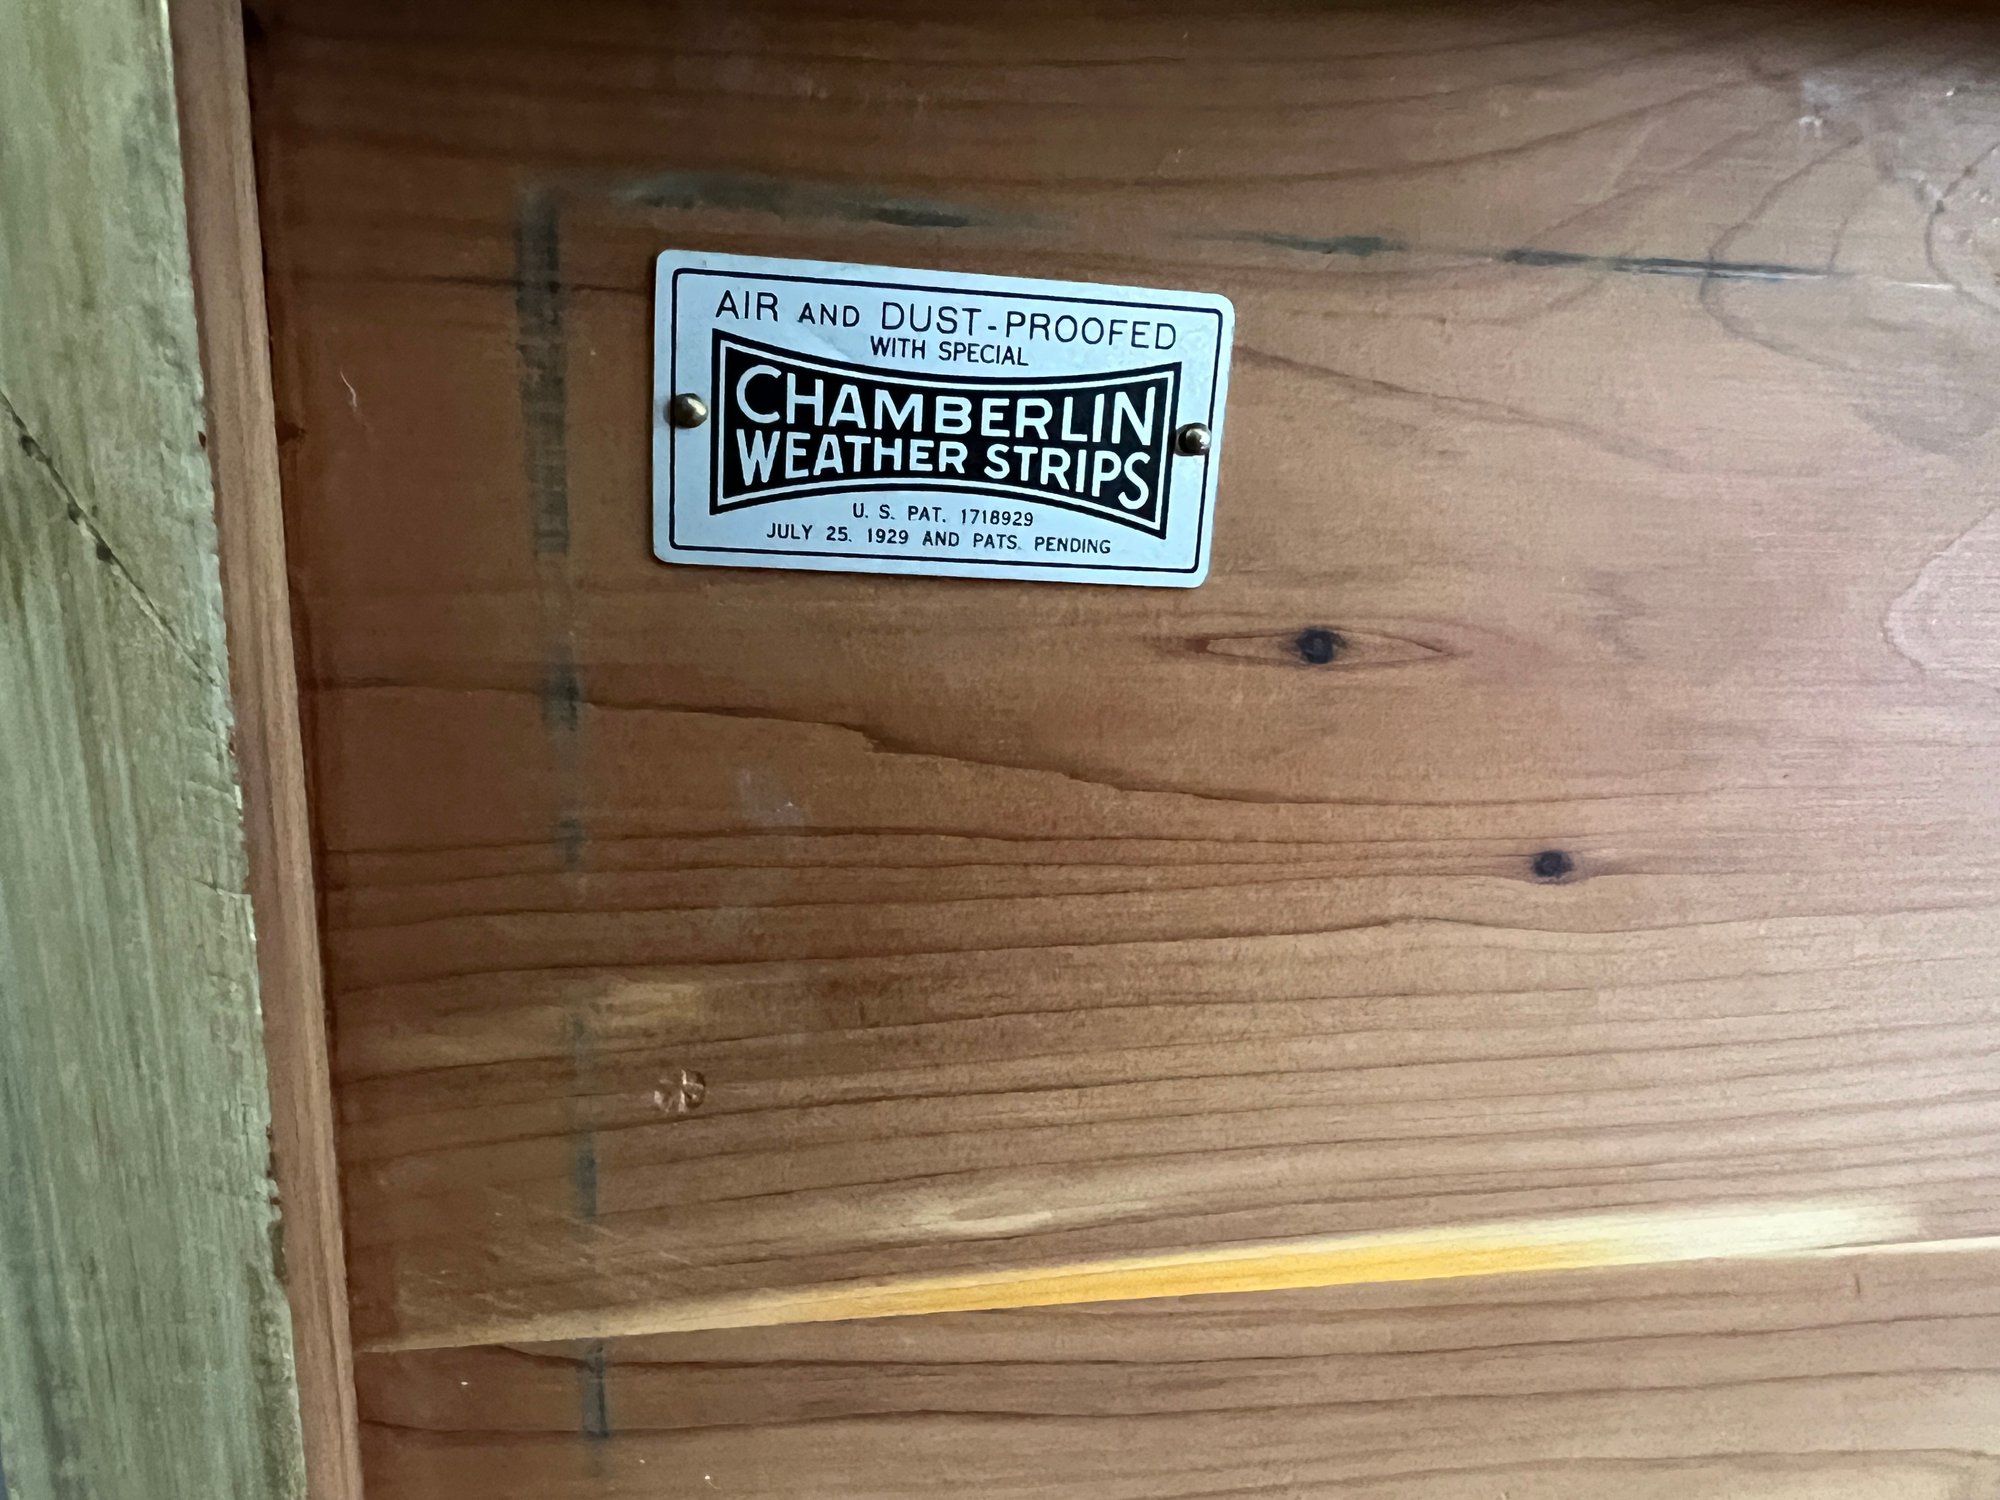 AIR AND DUST-PROOFED
WITH SPECIAL
CHAMBERLIN
WEATHER STRIPS
U. S. PAT. 1718929
JULY 25. 1929 AND PATS. PENDING